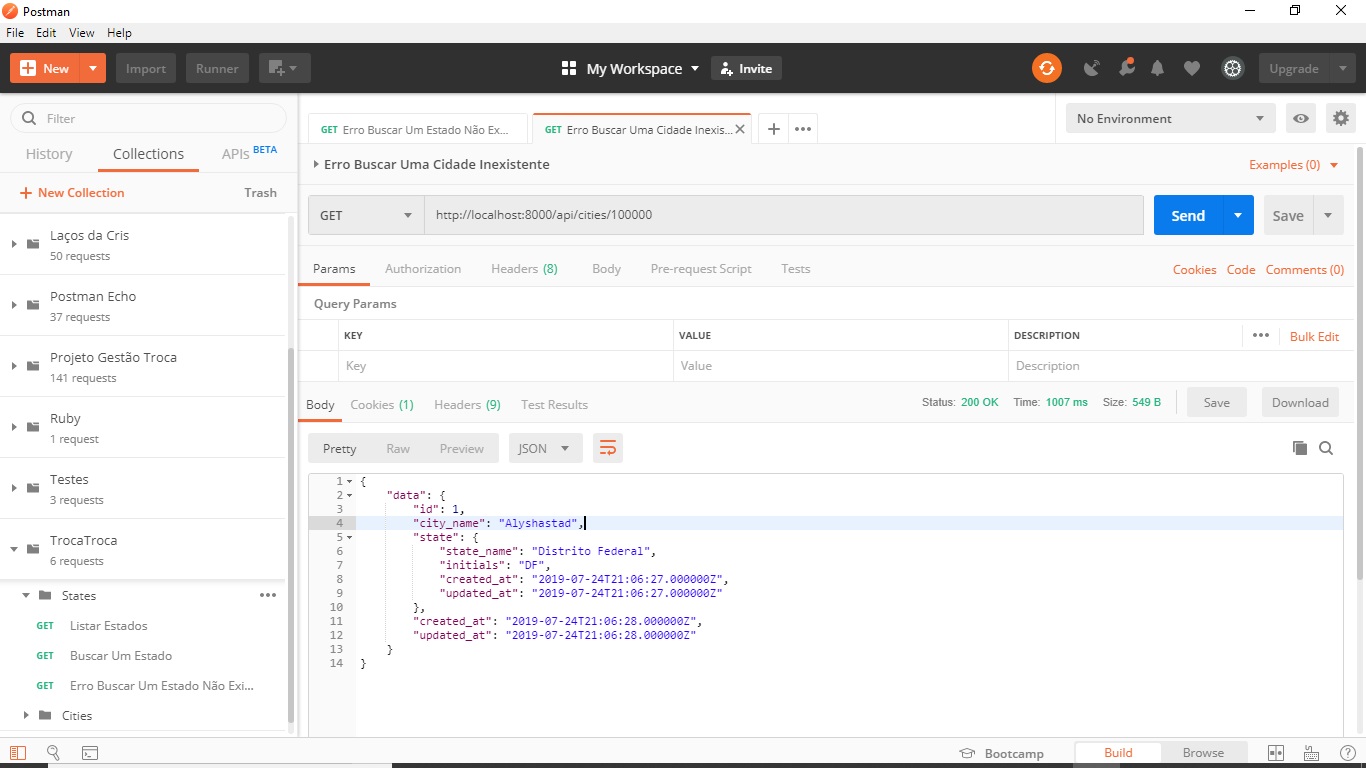 Postman
File Edit View Help
New Import Runner My Workspace Invite Upgrade
Filter
History Collections APIs BETA
New Collection Trash
Laços da Cris
50 requests
Postman Echo
37 requests
Projeto Gestão Troca
141 requests
Ruby
1 request
Testes
3 requests
TrocaTroca
6 requests
States
GET Listar Estados
GET Buscar Um Estado
GET Erro Buscar Um Estado Não Exi...
Cities
GET Erro Buscar Um Estado Não Ex... GET Erro Buscar Uma Cidade Inexis... No Environment
Erro Buscar Uma Cidade Inexistente Examples (0)
GET http://localhost:8000/api/cities/100000 Send Save
Params Authorization Headers (8) Body Pre-request Script Tests Cookies Code Comments (0)
Query Params
KEY VALUE DESCRIPTION Bulk Edit
Key Value Description
Body Cookies (1) Headers (9) Test Results Status: 200 OK Time: 1007 ms Size: 549 B Save Download
Pretty Raw Preview JSON
1 {
2 "data": {
3 "id": 1,
4 "city_name": "Alyshastad",
5 "state": {
6 "state_name": "Distrito Federal",
7 "initials": "DF",
8 "created_at": "2019-07-24T21:06:27.000000Z",
9 "updated_at": "2019-07-24T21:06:27.000000Z"
10 },
11 "created_at": "2019-07-24T21:06:28.000000Z",
12 "updated_at": "2019-07-24T21:06:28.000000Z"
13 }
14 }
Bootcamp Build Browse